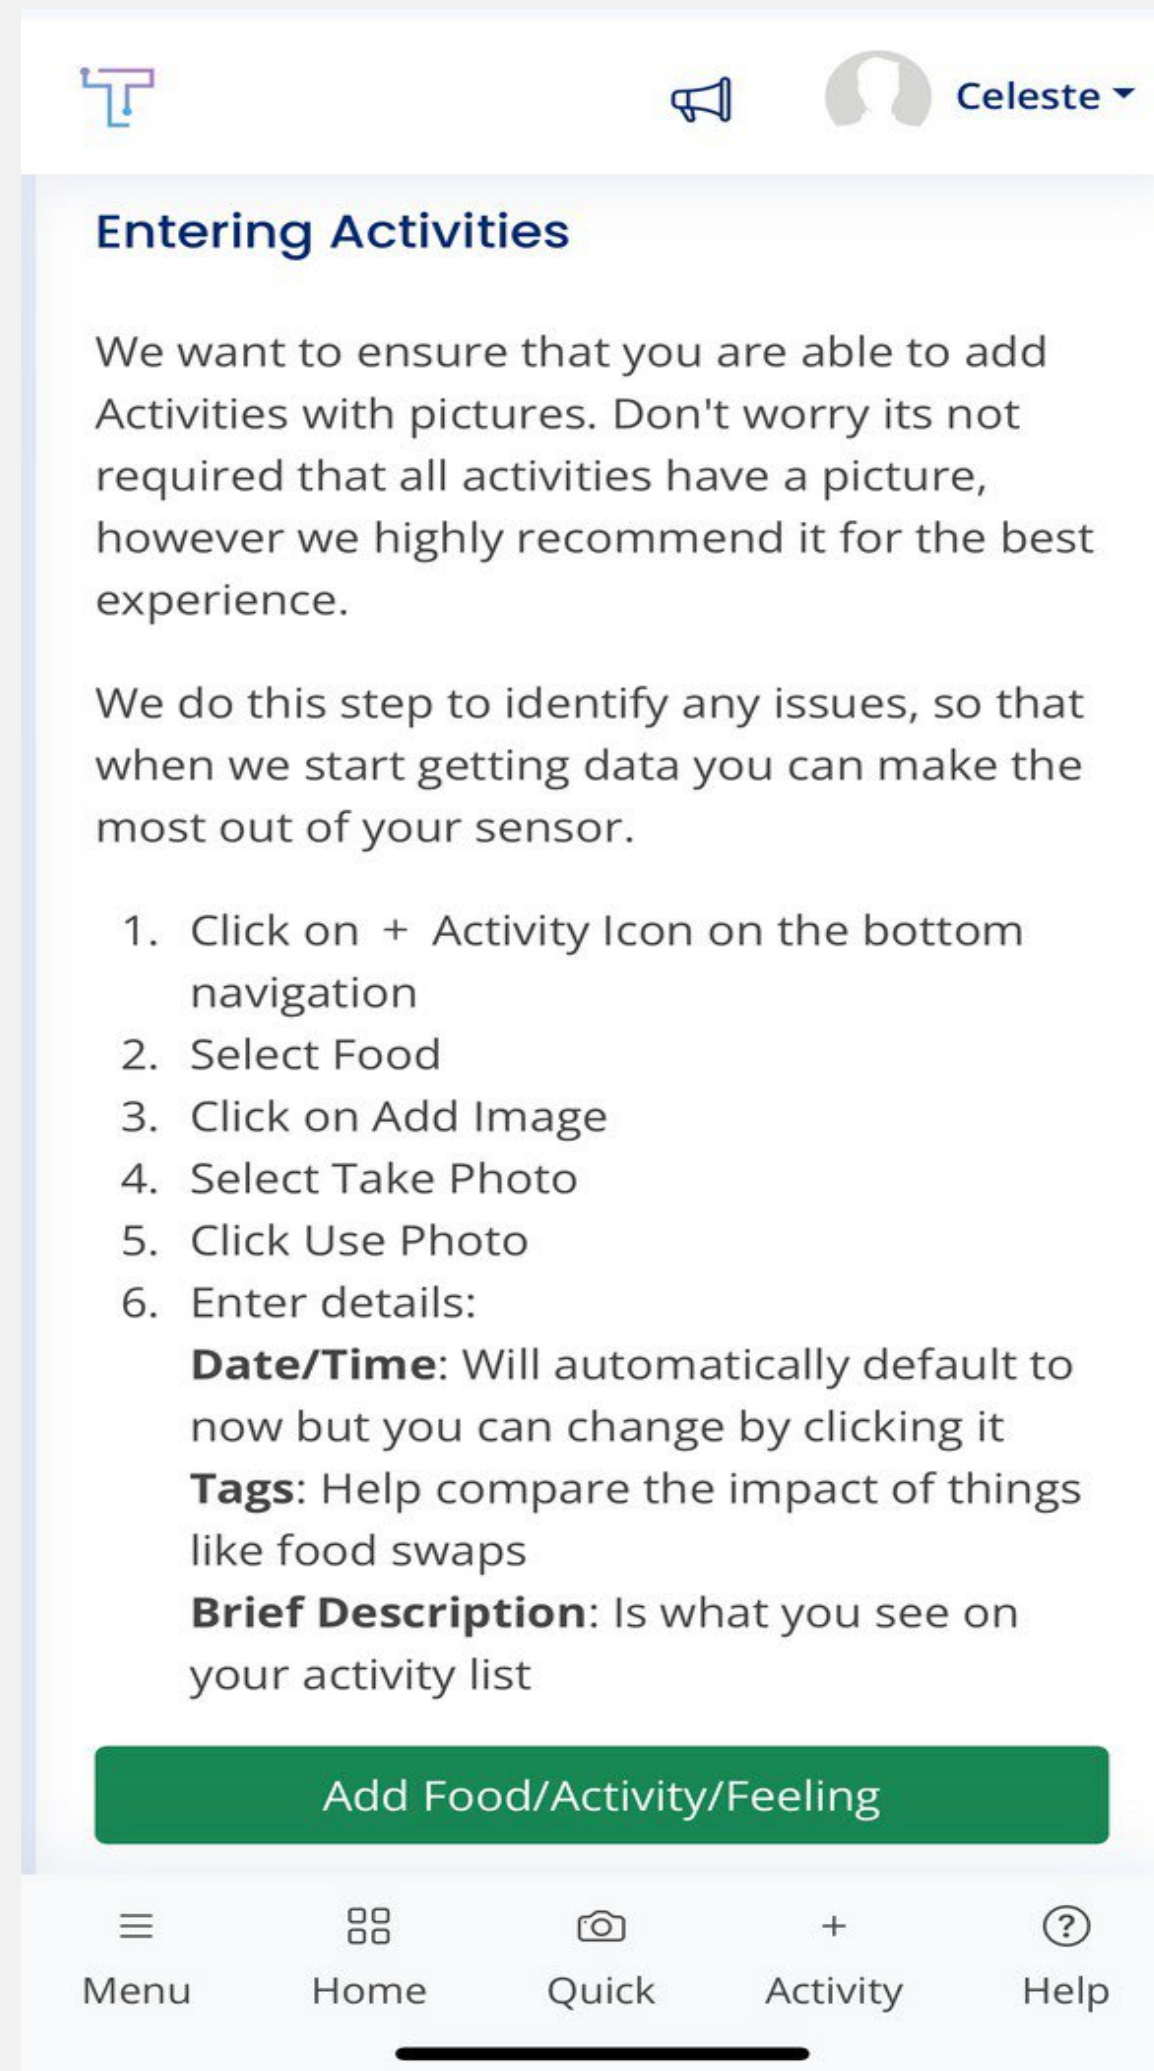 Celeste
Entering Activities
We want to ensure that you are able to add
Activities with pictures. Don't worry its not
required that all activities have a picture,
however we highly recommend it for the best
experience.
We do this step to identify any issues, so that
when we start getting data you can make the
most out of your sensor.
1. Click on + Activity Icon on the bottom
navigation
2. Select Food
3. Click on Add Image
4. Select Take Photo
5. Click Use Photo
6. Enter details:
Date/Time: Will automatically default to
now but you can change by clicking it
Tags: Help compare the impact of things
like food swaps
Brief Description: Is what you see on
your activity list
Add Food/Activity/Feeling
Menu Home Quick Activity Help